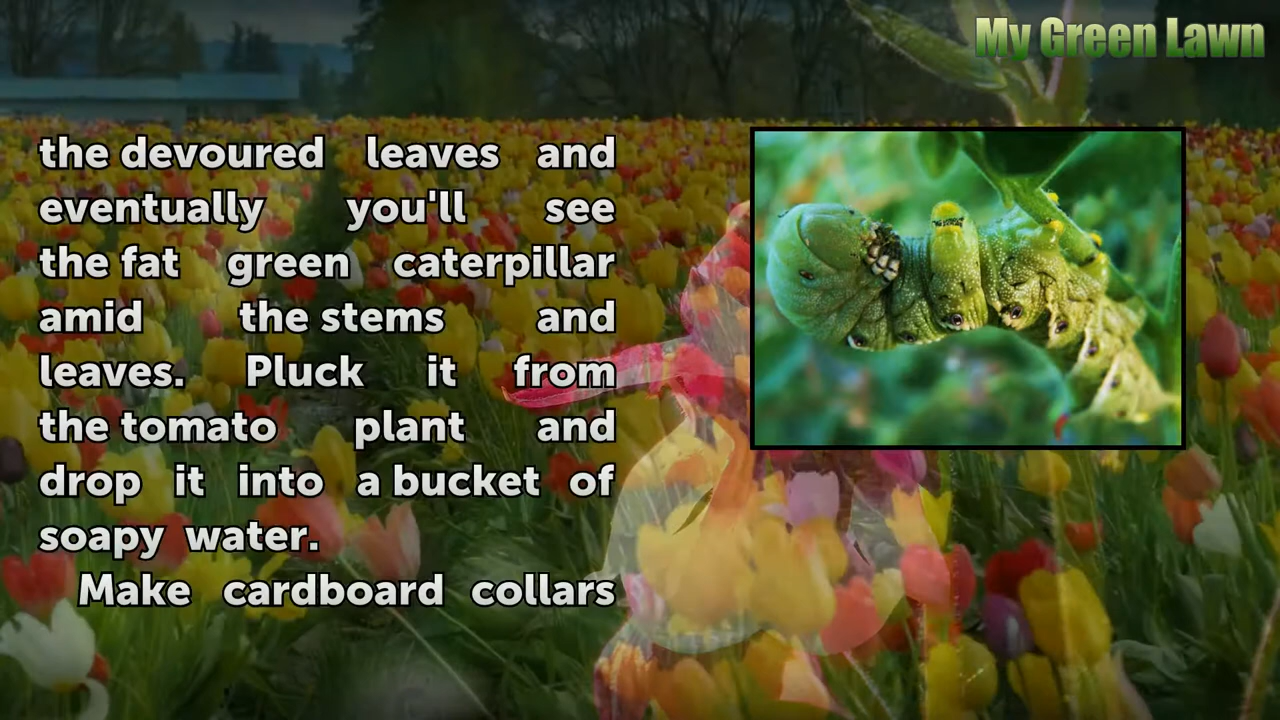 My Green Lawn
the devoured leaves and
eventually you'll see
the fat green caterpillar
amid the stems and
leaves. Pluck it from
the tomato plant and
drop it into a bucket of
soapy water.
Make cardboard collars